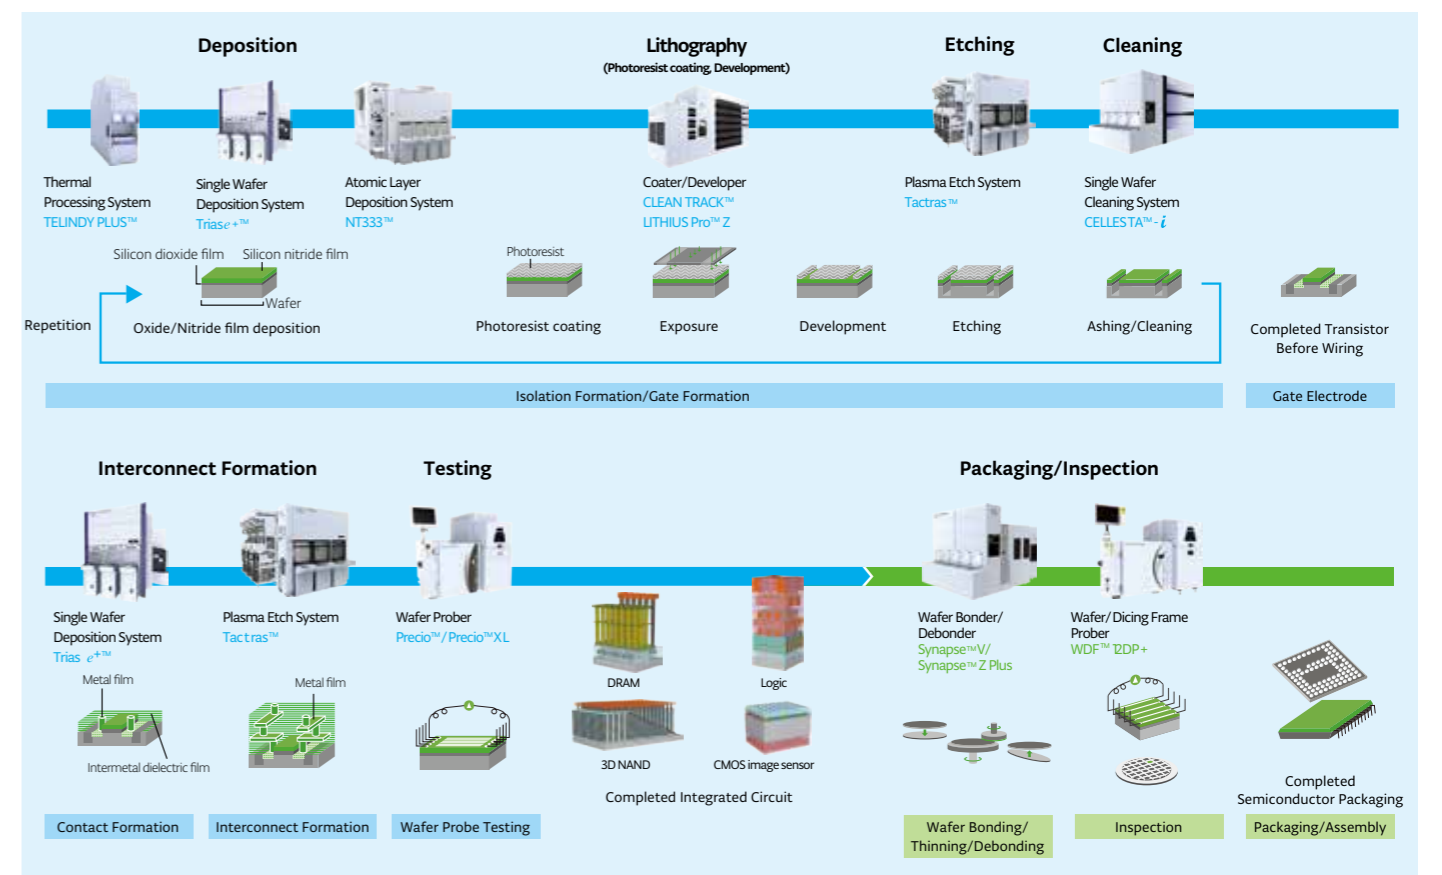 Deposition
Lithography
(Photoresist coating, Development)
Etching
Cleaning
Thermal
Processing System
TELINDY PLUS™
Single Wafer
Deposition System
Triase+™
Atomic Layer
Deposition System
NT333™
Coater/Developer
CLEAN TRACK™
LITHIUS Pro™ Z
Plasma Etch System
Tactras™
Single Wafer
Cleaning System
CELLESTA™-i
Silicon dioxide film
Silicon nitride film
Wafer
Photoresist
Repetition
Oxide/Nitride film deposition
Photoresist coating
Exposure
Development
Etching
Ashing/Cleaning
Completed Transistor
Before Wiring
Isolation Formation/Gate Formation
Gate Electrode
Interconnect Formation
Testing
Packaging/Inspection
Single Wafer
Deposition System
Trias e+™
Plasma Etch System
Tactras™
Wafer Prober
Precio™/Precio™XL
Wafer Bonder/
Debonder
Synapse™V/
Synapse™ Z Plus
Wafer/Dicing Frame
Prober
WDF™ 12DP+
Metal film
Intermetal dielectric film
Metal film
DRAM
Logic
3D NAND
CMOS image sensor
Completed Integrated Circuit
Completed
Semiconductor Packaging
Contact Formation
Interconnect Formation
Wafer Probe Testing
Wafer Bonding/
Thinning/Debonding
Inspection
Packaging/Assembly